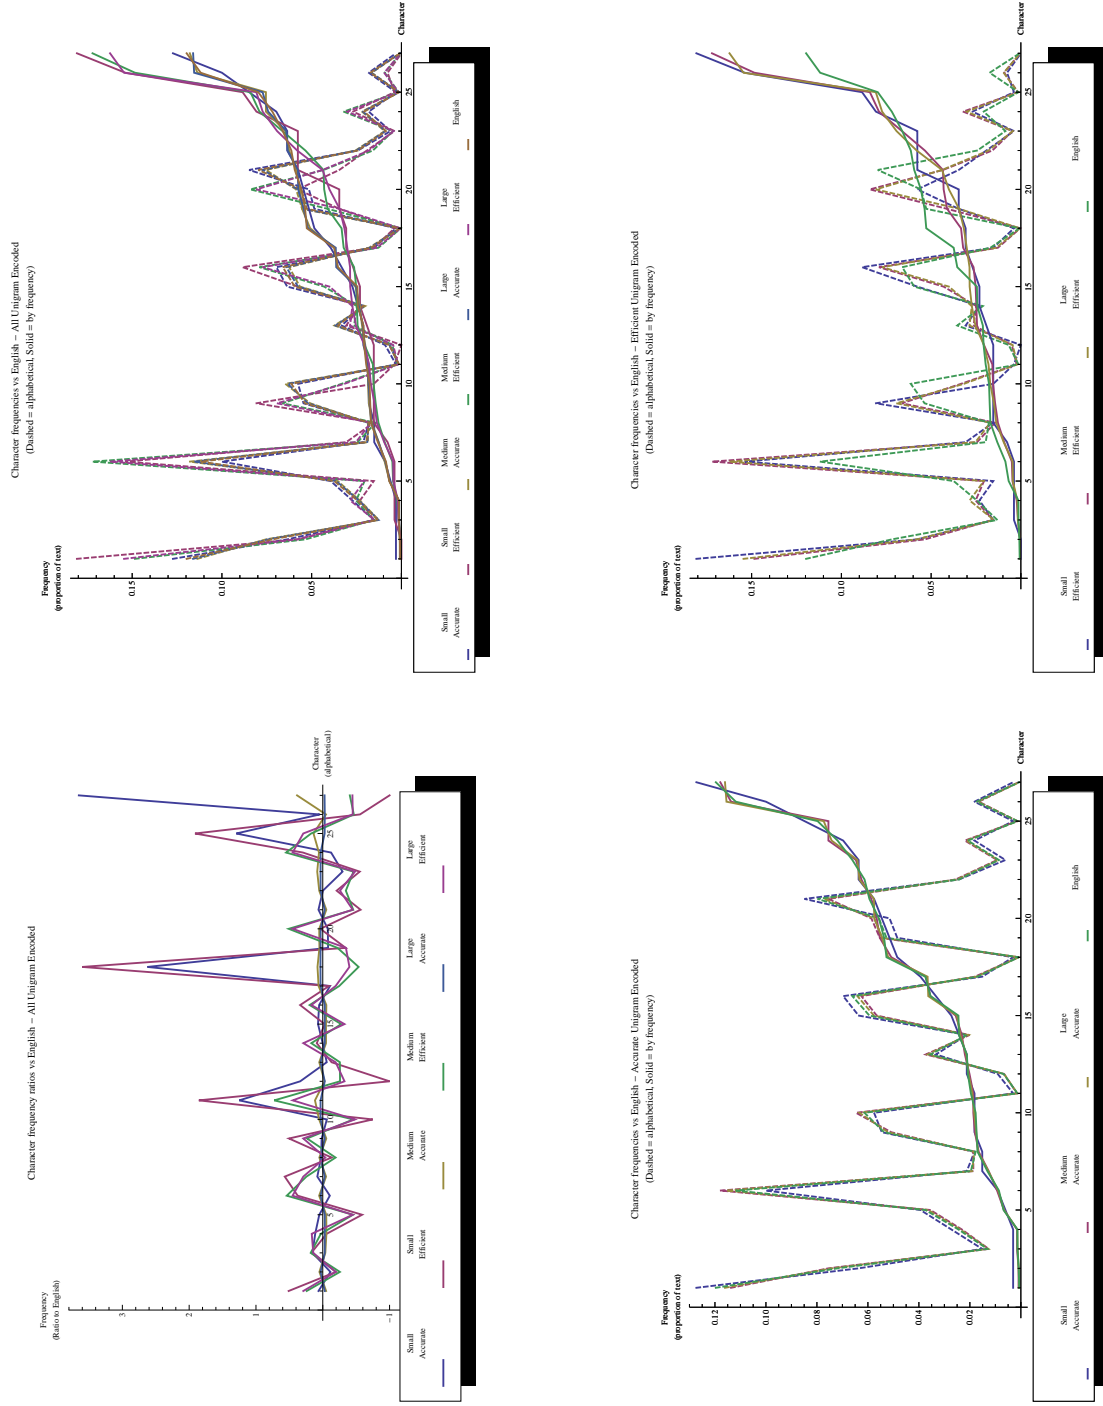 Character frequency ratios vs English − All Unigram Encoded
Frequency
(Ratio to English)
3
2
1
−1
5
10
15
20
25
Character
(alphabetical)
Small
Accurate
Small
Efficient
Medium
Accurate
Medium
Efficient
Large
Accurate
Large
Efficient
Character frequencies vs English − All Unigram Encoded
(Dashed = alphabetical, Solid = by frequency)
Frequency
(proportion of text)
0.15
0.10
0.05
5
10
15
20
25
Character
Small
Accurate
Small
Efficient
Medium
Accurate
Medium
Efficient
Large
Accurate
Large
Efficient
English
Character frequencies vs English − Accurate Unigram Encoded
(Dashed = alphabetical, Solid = by frequency)
Frequency
(proportion of text)
0.12
0.10
0.08
0.06
0.04
0.02
5
10
15
20
25
Character
Small
Accurate
Medium
Accurate
Large
Accurate
English
Character frequencies vs English − Efficient Unigram Encoded
(Dashed = alphabetical, Solid = by frequency)
Frequency
(proportion of text)
0.15
0.10
0.05
5
10
15
20
25
Character
Small
Efficient
Medium
Efficient
Large
Efficient
English